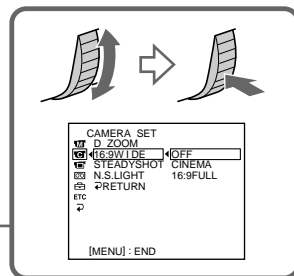 CAMERA SET
D ZOOM
16:9WIDE OFF
STEADYSHOT CINEMA
N.S.LIGHT 16:9FULL
RETURN
ETC
[MENU] : END